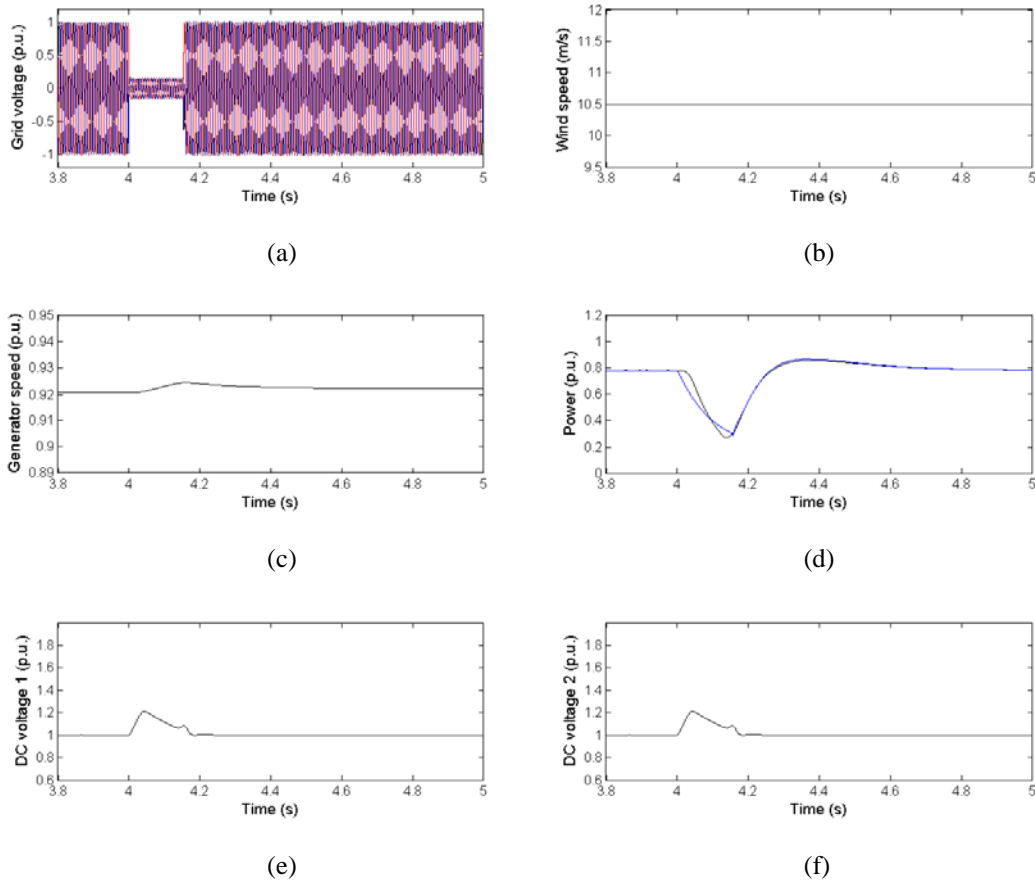 Grid voltage (p.u.)
1
0.5
0
-0.5
-1
3.8 4 4.2 4.4 4.6 4.8 5
Time (s)
(a)
Wind speed (m/s)
12
11.5
11
10.5
10
9.5
3.8 4 4.2 4.4 4.6 4.8 5
Time (s)
(b)
Generator speed (p.u.)
0.95
0.94
0.93
0.92
0.91
0.9
0.89
3.8 4 4.2 4.4 4.6 4.8 5
Time (s)
(c)
Power (p.u.)
1.2
1
0.8
0.6
0.4
0.2
0
3.8 4 4.2 4.4 4.6 4.8 5
Time (s)
(d)
DC voltage 1 (p.u.)
1.8
1.6
1.4
1.2
1
0.8
0.6
3.8 4 4.2 4.4 4.6 4.8 5
Time (s)
(e)
DC voltage 2 (p.u.)
1.8
1.6
1.4
1.2
1
0.8
0.6
3.8 4 4.2 4.4 4.6 4.8 5
Time (s)
(f)